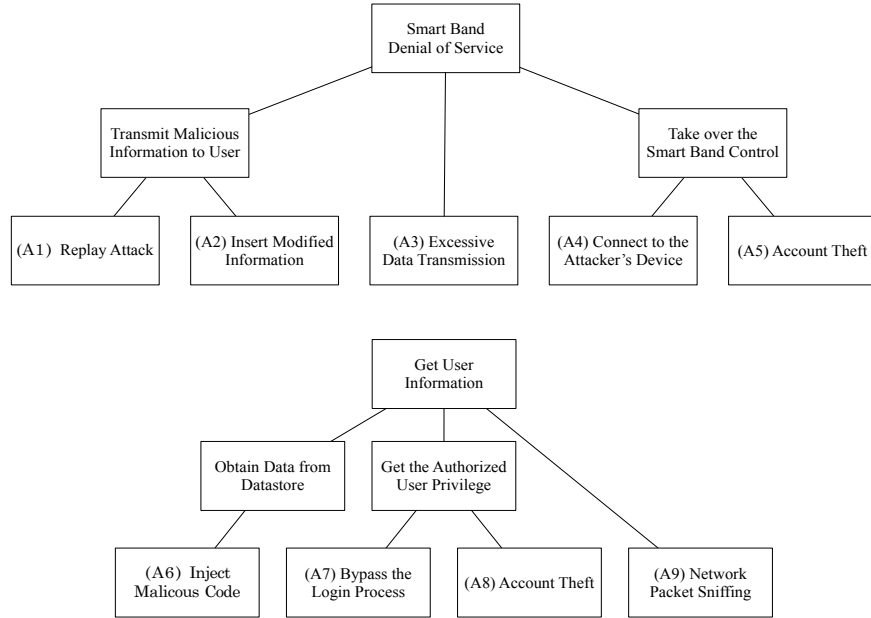 Smart Band
Denial of Service
Transmit Malicious
Information to User
Take over the
Smart Band Control
(A1) Replay Attack
(A2) Insert Modified
Information
(A3) Excessive
Data Transmission
(A4) Connect to the
Attacker's Device
(A5) Account Theft
Get User
Information
Obtain Data from
Datastore
Get the Authorized
User Privilege
(A6) Inject
Malicous Code
(A7) Bypass the
Login Process
(A8) Account Theft
(A9) Network
Packet Sniffing